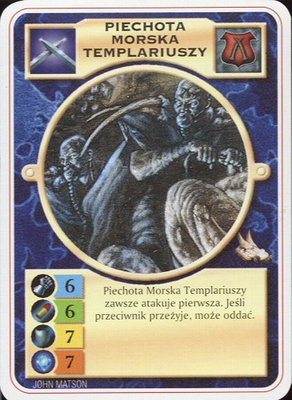 PIECHOTA
MORSKA
TEMPLARIUSZY
6
6
7
7
Piechota Morska Templariuszy
zawsze atakuje pierwsza. Jeśli
przeciwnik przeżyje, może oddać.
JOHN MATSON